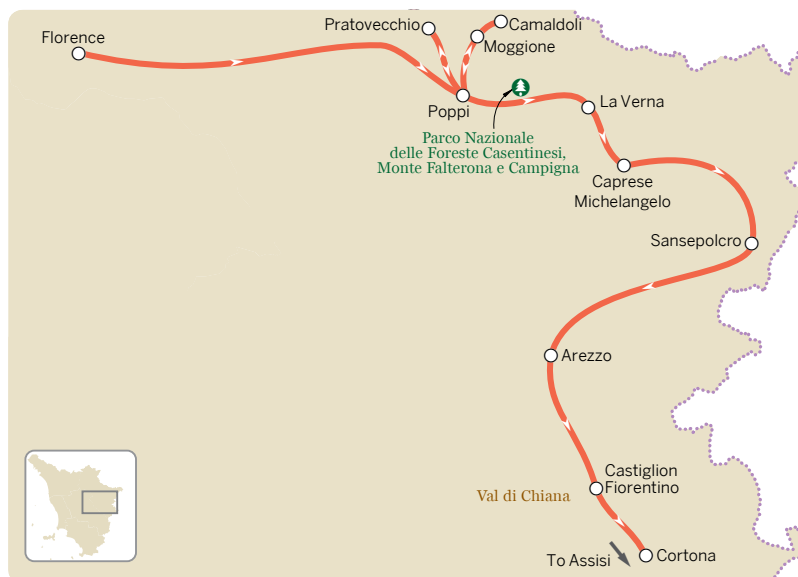 Florence
Pratovecchio
Camaldoli
Moggione
Poppi
La Verna
Parco Nazionale
delle Foreste Casentinesi,
Monte Falterona e Campigna
Caprese
Michelangelo
Sansepolcro
Arezzo
Castiglion
Fiorentino
Val di Chiana
To Assisi
Cortona